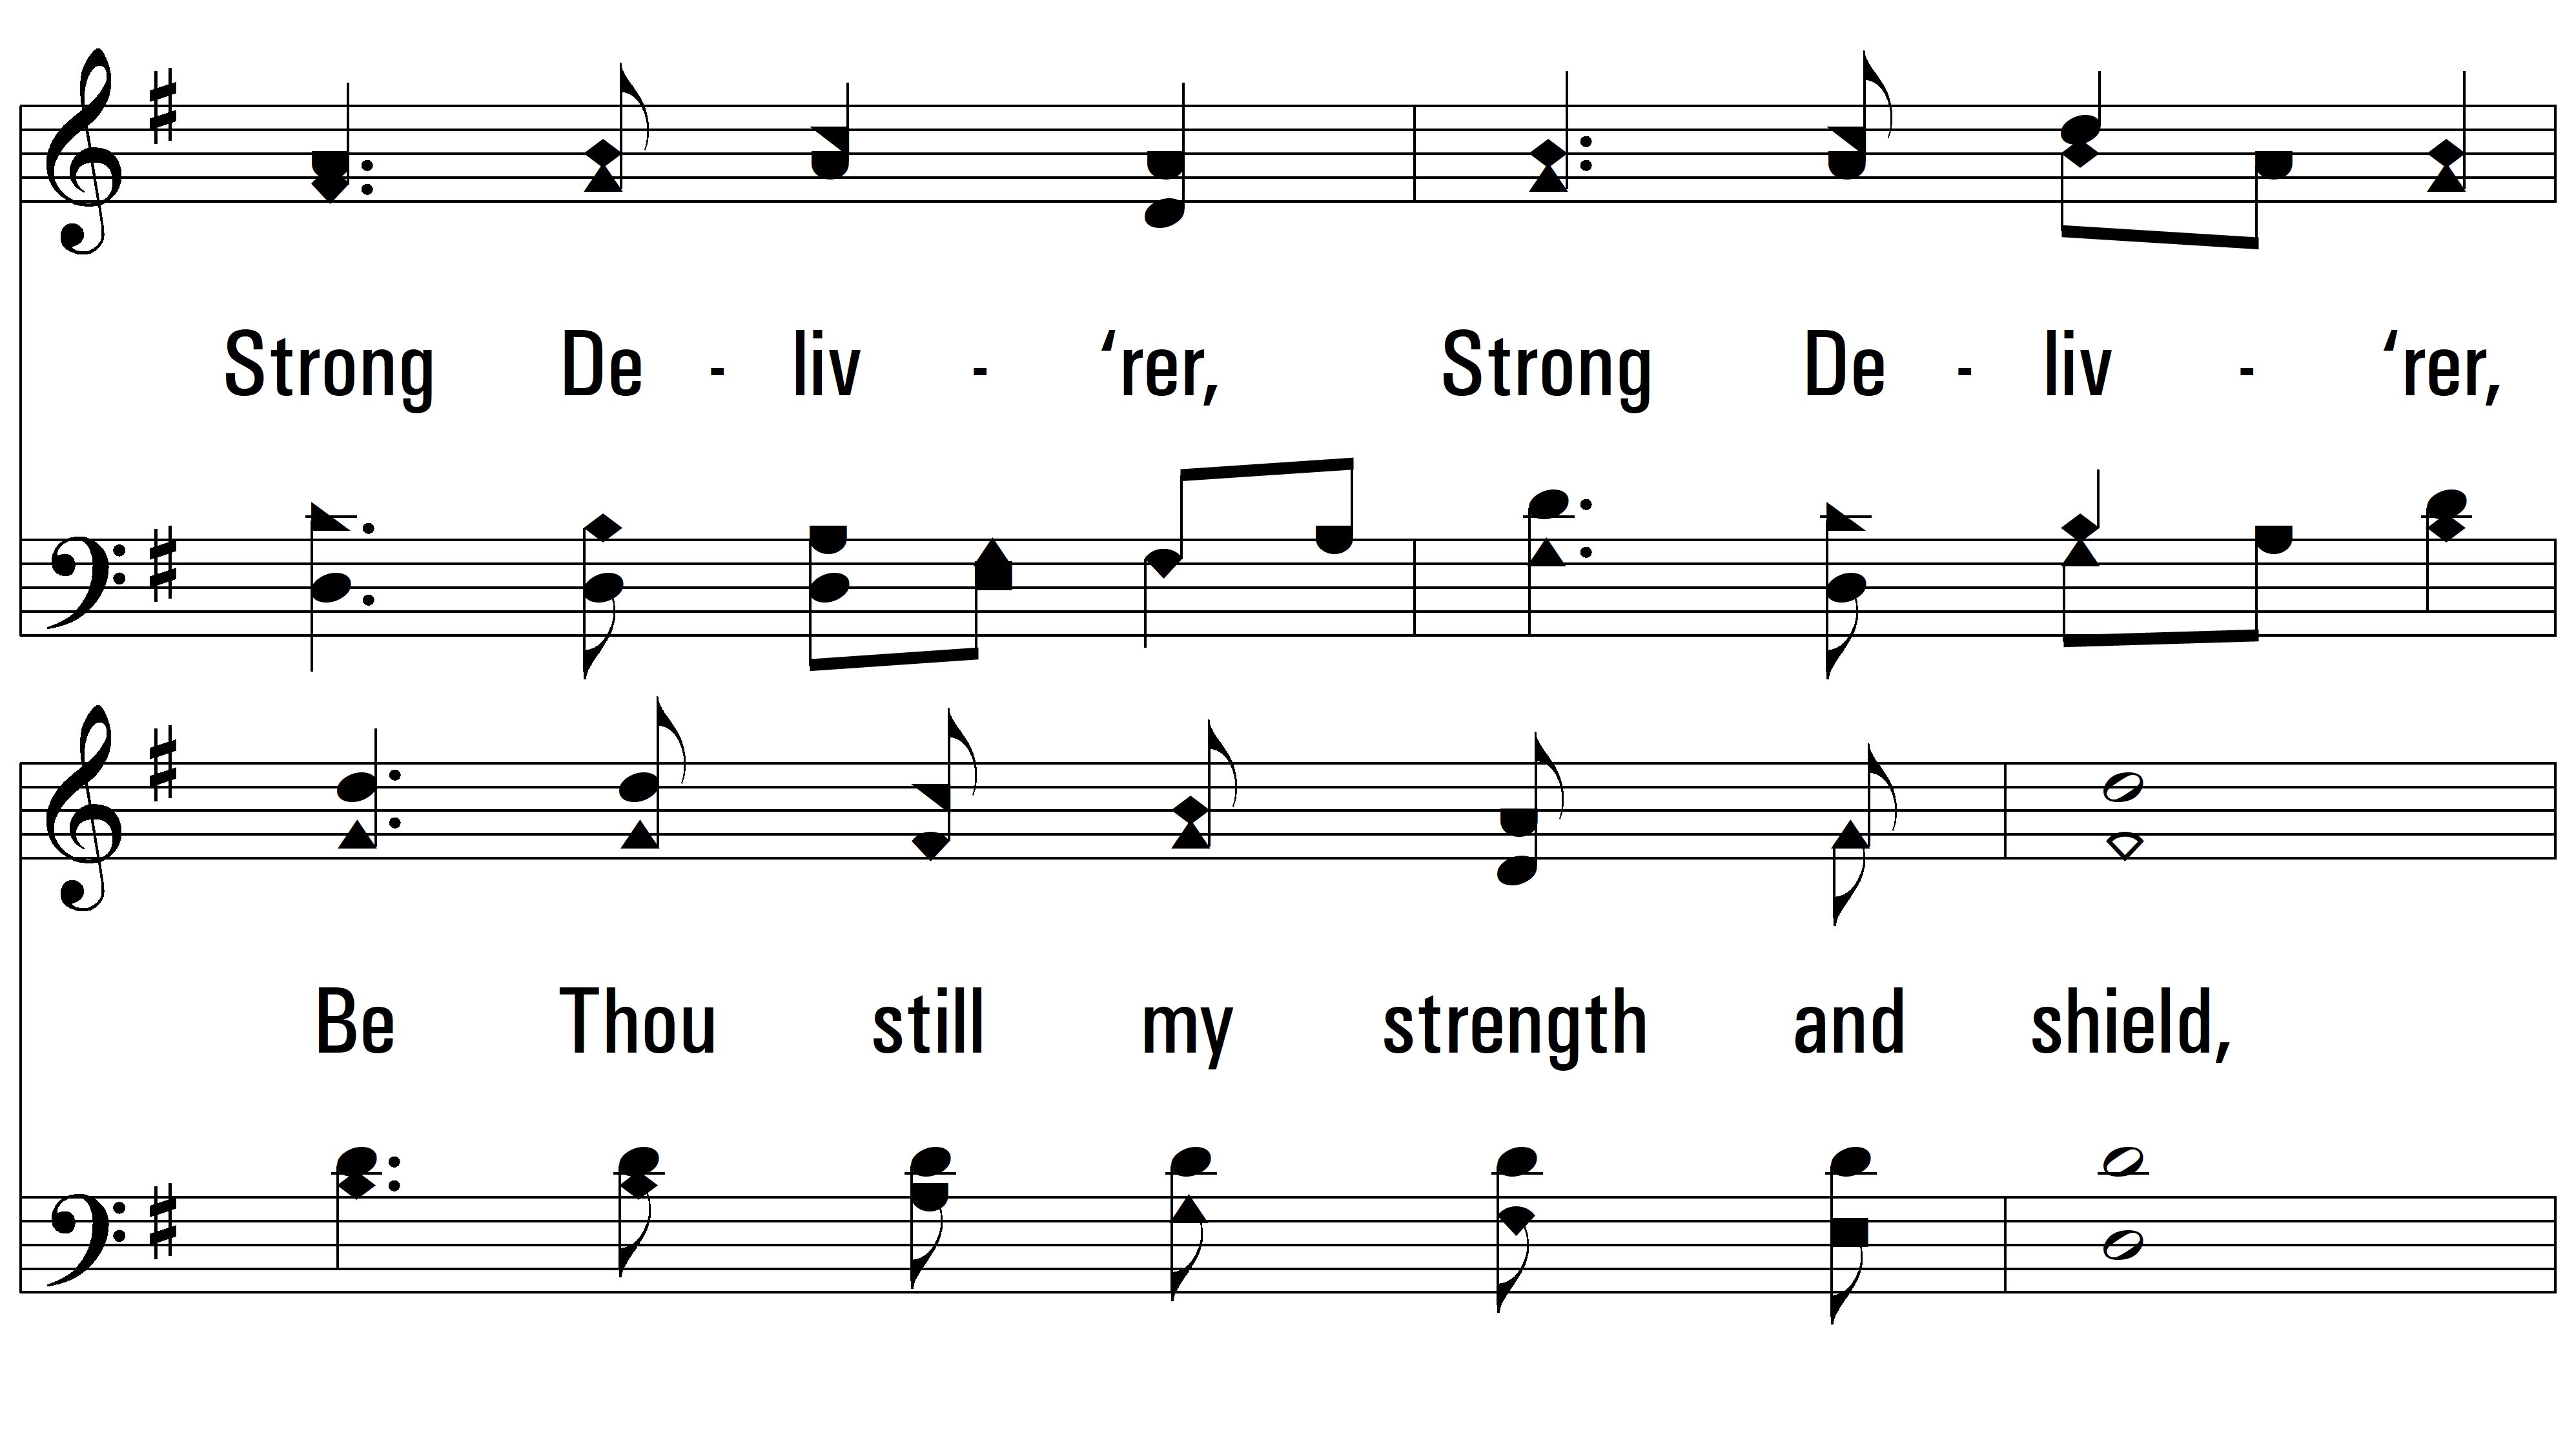 Strong De - liv - ‘rer, Strong De - liv - ‘rer,
Be Thou still my strength and shield,